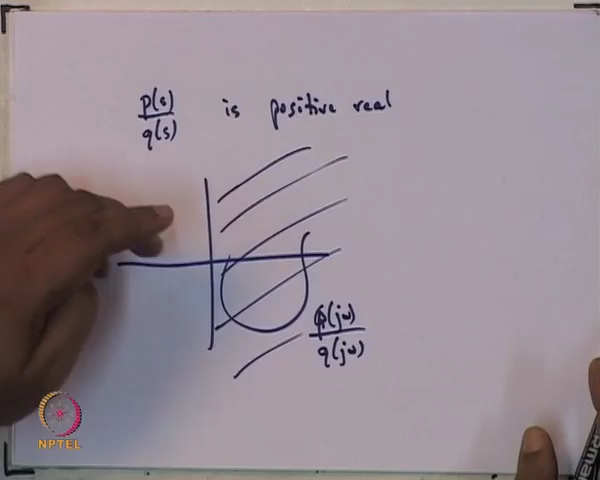 p(s)
q(s)
is positive real
p(jω)
q(jω)
NPTEL